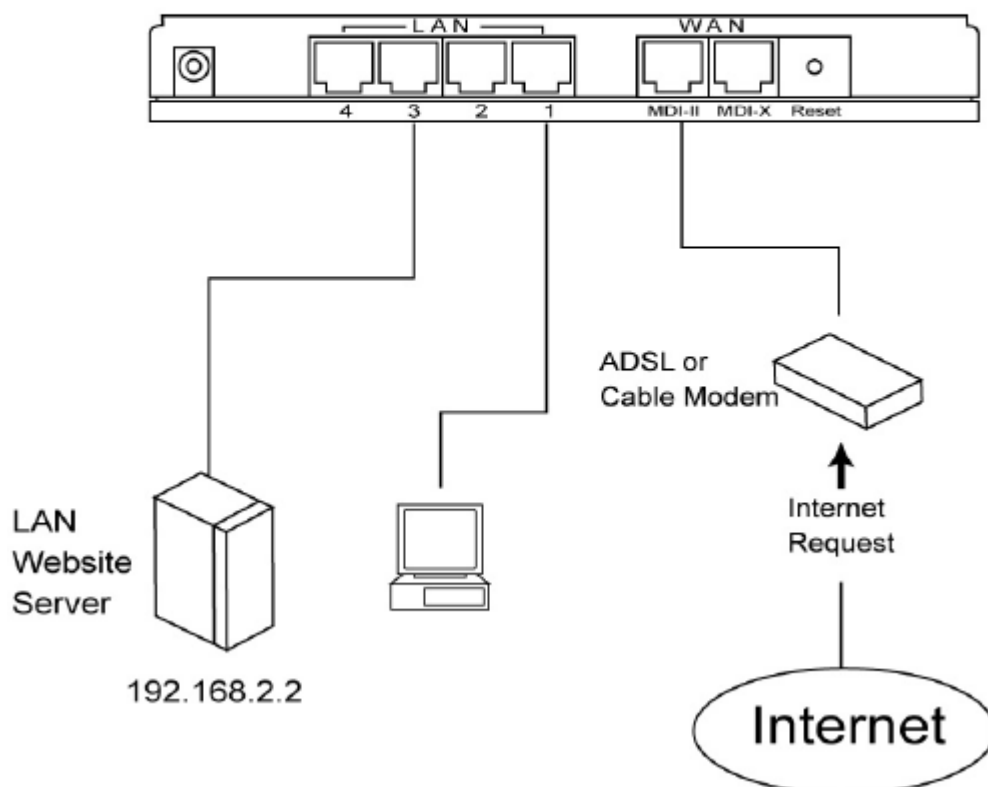 LAN WAN
4 3 2 1 MDI-II MDI-X Reset
ADSL or
Cable Modem
Internet
Request
LAN
Website
Server
192.168.2.2
Internet